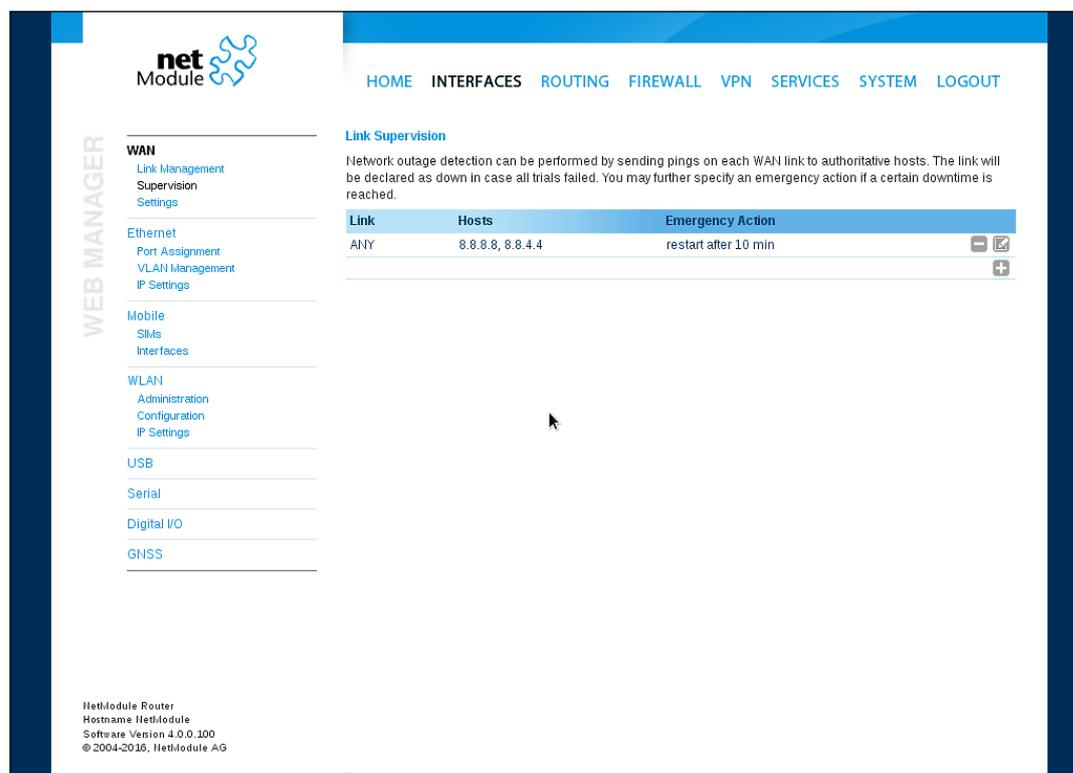 net
Module
HOME INTERFACES ROUTING FIREWALL VPN SERVICES SYSTEM LOGOUT
WEB MANAGER
WAN
Link Management
Supervision
Settings
Ethernet
Port Assignment
VLAN Management
IP Settings
Mobile
SIMs
Interfaces
WLAN
Administration
Configuration
IP Settings
USB
Serial
Digital I/O
GNSS
Link Supervision
Network outage detection can be performed by sending pings on each WAN link to authoritative hosts. The link will
be declared as down in case all trials failed. You may further specify an emergency action if a certain downtime is
reached.
Link Hosts Emergency Action
ANY 8.8.8.8, 8.8.4.4 restart after 10 min
NetModule Router
Hostname NetModule
Software Version 4.0.0.100
© 2004-2016, NetModule AG